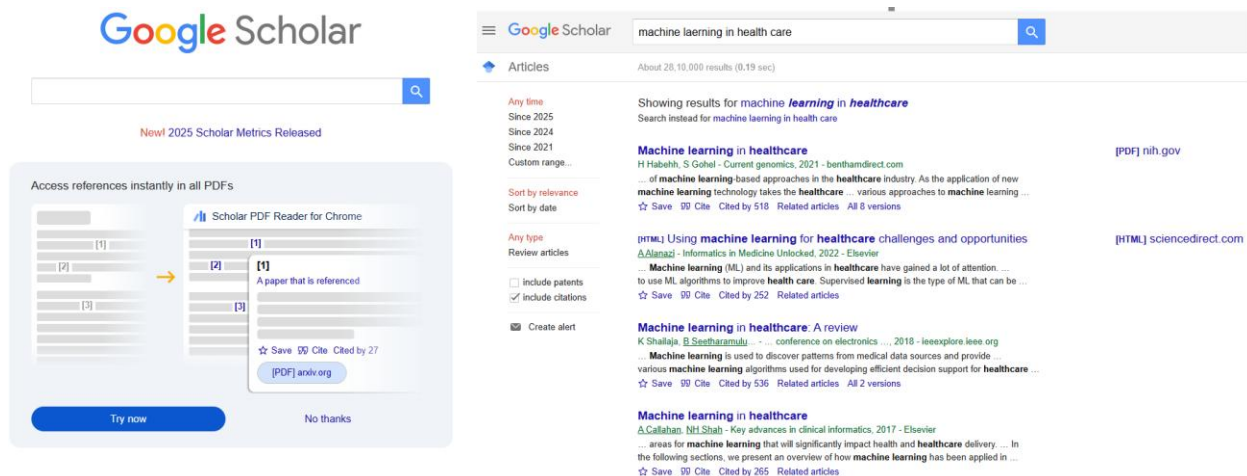 Google Scholar
New! 2025 Scholar Metrics Released
Access references instantly in all PDFs
Scholar PDF Reader for Chrome
[1]
[2]
[3]
[1]
[2]
[3]
[1]
A paper that is referenced
Save Cite Cited by 27
[PDF] arxiv.org
Try now
No thanks
Google Scholar
machine laerning in health care
Articles
About 28,10,000 results (0.19 sec)
Any time
Since 2025
Since 2024
Since 2021
Custom range...
Sort by relevance
Sort by date
Any type
Review articles
include patents
include citations
Create alert
Showing results for machine learning in healthcare
Search instead for machine laerning in health care
Machine learning in healthcare
[PDF] nih.gov
H Habehh, S Gohel - Current genomics, 2021 - benthamdirect.com
... of machine learning-based approaches in the healthcare industry. As the application of new
machine learning technology takes the healthcare ... various approaches to machine learning ...
Save Cite Cited by 518 Related articles All 8 versions
[HTML] Using machine learning for healthcare challenges and opportunities
[HTML] sciencedirect.com
A Alanazi - Informatics in Medicine Unlocked, 2022 - Elsevier
... Machine learning (ML) and its applications in healthcare have gained a lot of attention. ...
to use ML algorithms to improve health care. Supervised learning is the type of ML that can be ...
Save Cite Cited by 252 Related articles
Machine learning in healthcare: A review
K Shailaja, B Seetharamulu... - ... conference on electronics ..., 2018 - ieeexplore.ieee.org
... Machine learning is used to discover patterns from medical data sources and provide ...
various machine learning algorithms used for developing efficient decision support for healthcare ...
Save Cite Cited by 536 Related articles All 2 versions
Machine learning in healthcare
A Callahan, NH Shah - Key advances in clinical informatics, 2017 - Elsevier
... areas for machine learning that will significantly impact health and healthcare delivery. ... In
the following sections, we present an overview of how machine learning has been applied in ...
Save Cite Cited by 265 Related articles